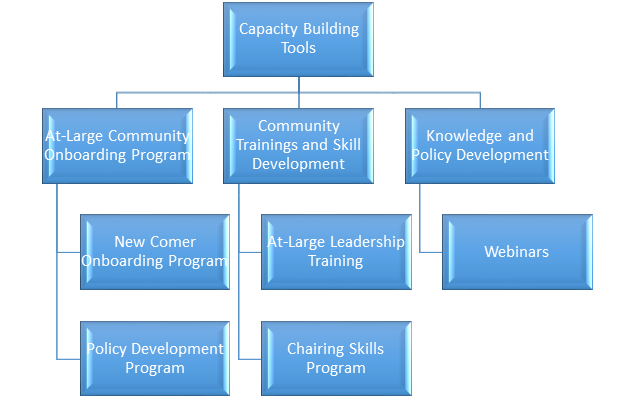 Capacity Building
Tools
At-Large Community
Onboarding Program
Community
Trainings and Skill
Development
Knowledge and
Policy Development
New Comer
Onboarding Program
At-Large Leadership
Training
Webinars
Policy Development
Program
Chairing Skills
Program